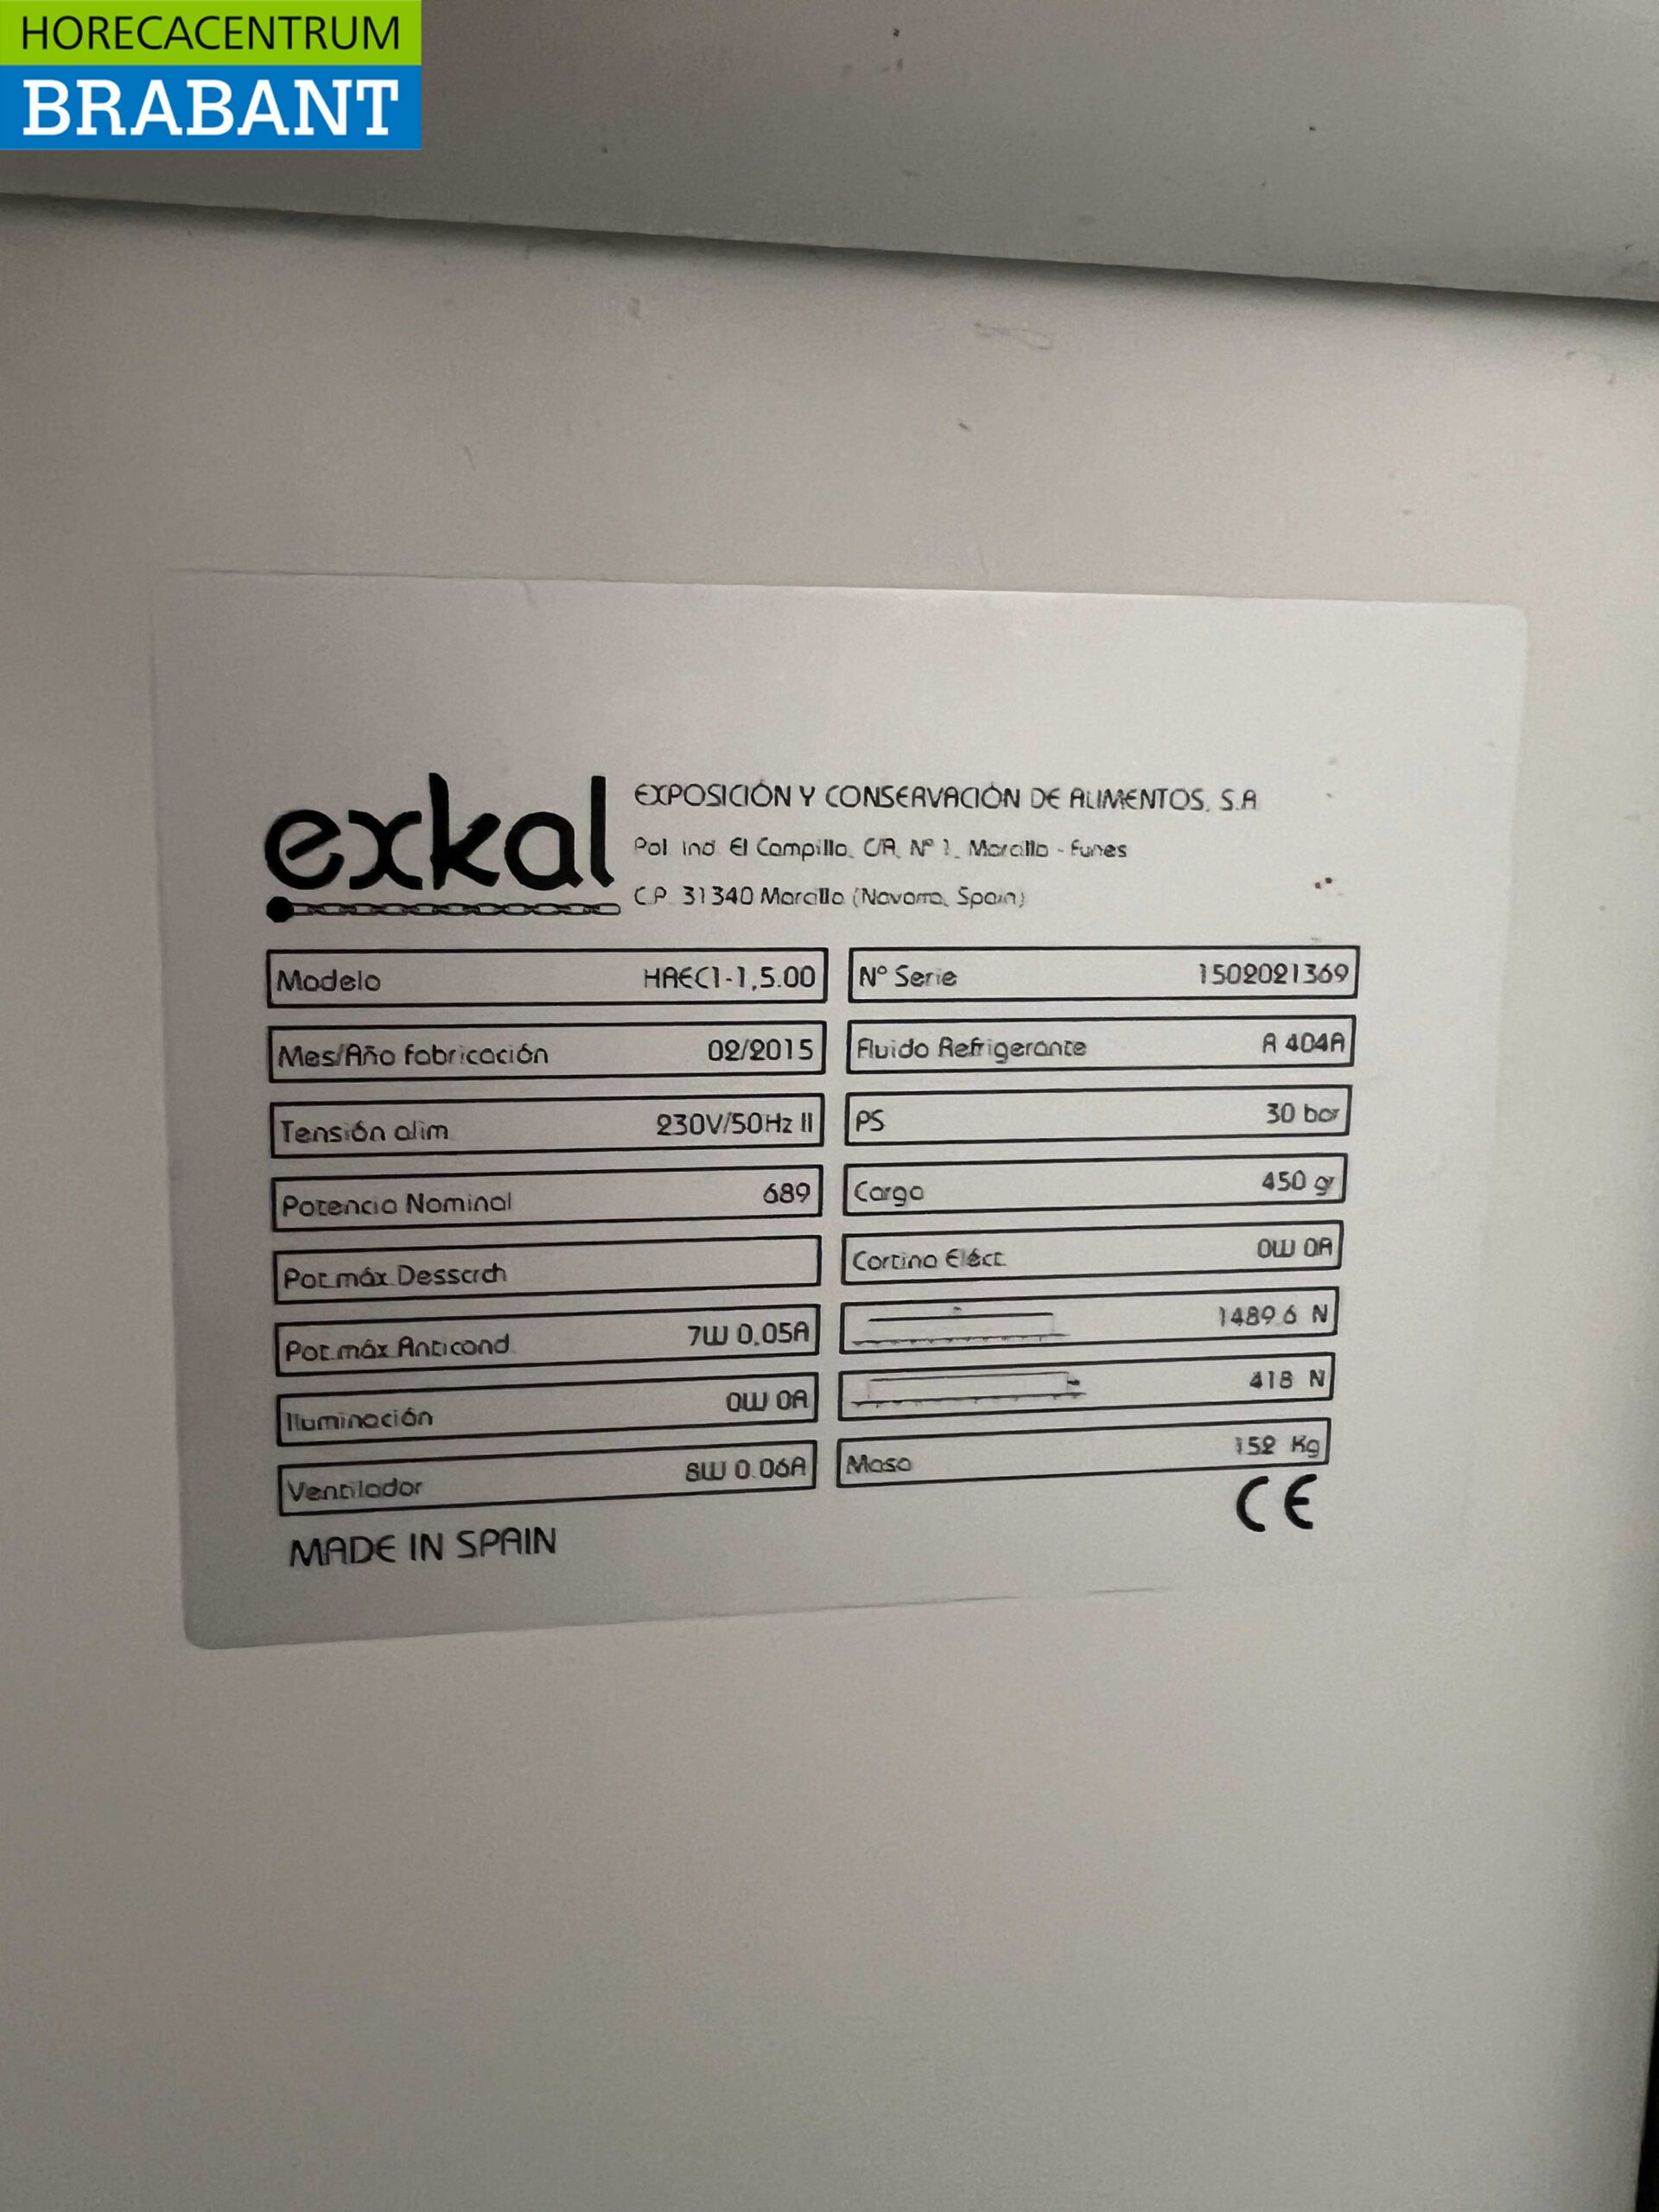 HORECACENTRUM
BRABANT
exkal
EXPOSICIÓN Y CONSERVACIÓN DE ALIMENTOS, S.A
Pol. Ind. El Campillo, C/A, Nº 1, Marcilla - Funes
C.P. 31340 Marcilla (Navarra, Spain)
Modelo HAEC1-1,5.00 Nº Serie 1502021369
Mes/Año fabricación 02/2015 Fluido Refrigerante A 404A
Tensión alim. 230V/50Hz II PS 30 bar
Potencia Nominal 689 Carga 450 gr
Pot.máx.Desscrch Cortina Eléct. 0W 0A
Pot.máx.Anticond. 7W 0,05A 1489.6 N
Iluminación 0W 0A 418 N
Ventilador 8W 0.06A Masa 152 Kg
MADE IN SPAIN CE